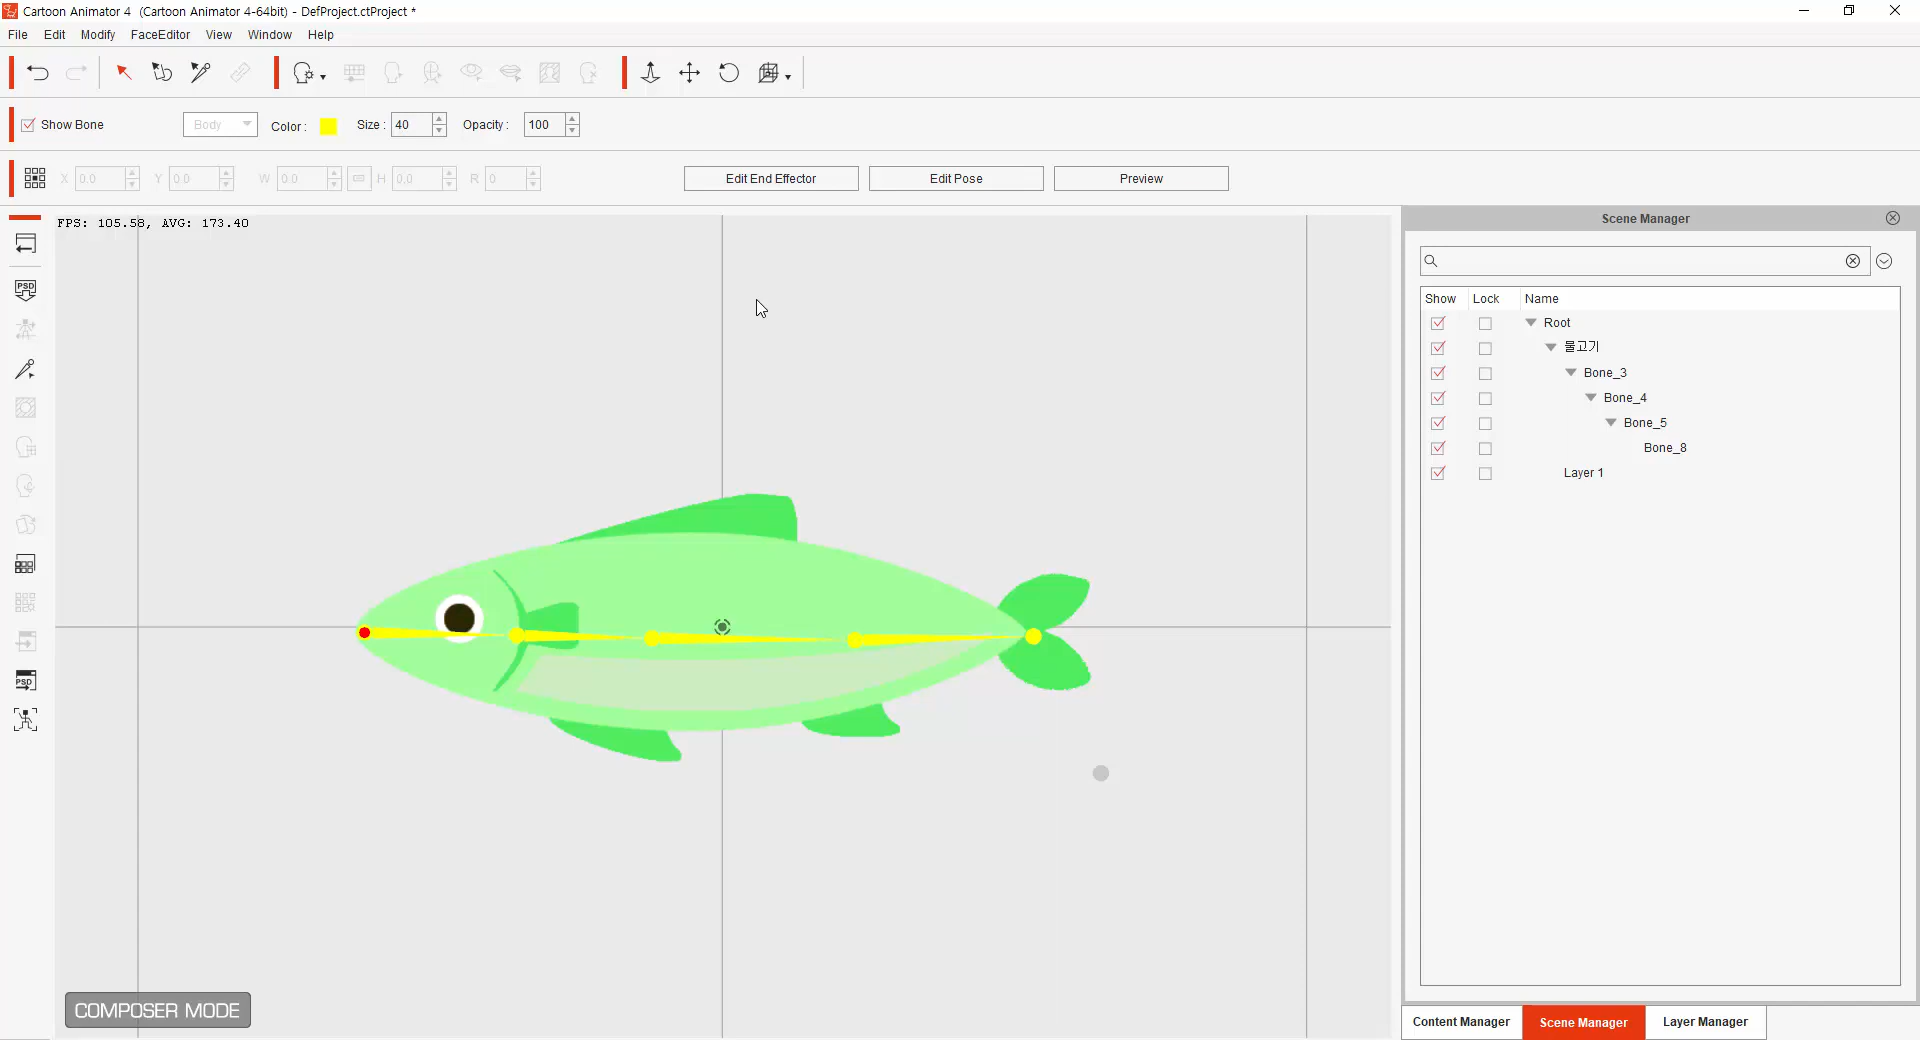 Cartoon Animator 4 (Cartoon Animator 4-64bit) - DefProject.ctProject *
File Edit Modify FaceEditor View Window Help
Show Bone Body Color : Size : 40 Opacity : 100
X 0.0 Y 0.0 W 0.0 H 0.0 R 0 Edit End Effector Edit Pose Preview
FPS: 105.58, AVG: 173.40
Scene Manager
Show Lock Name
Root
물고기
Bone_3
Bone_4
Bone_5
Bone_8
Layer 1
PSD
PSD
COMPOSER MODE
Content Manager Scene Manager Layer Manager